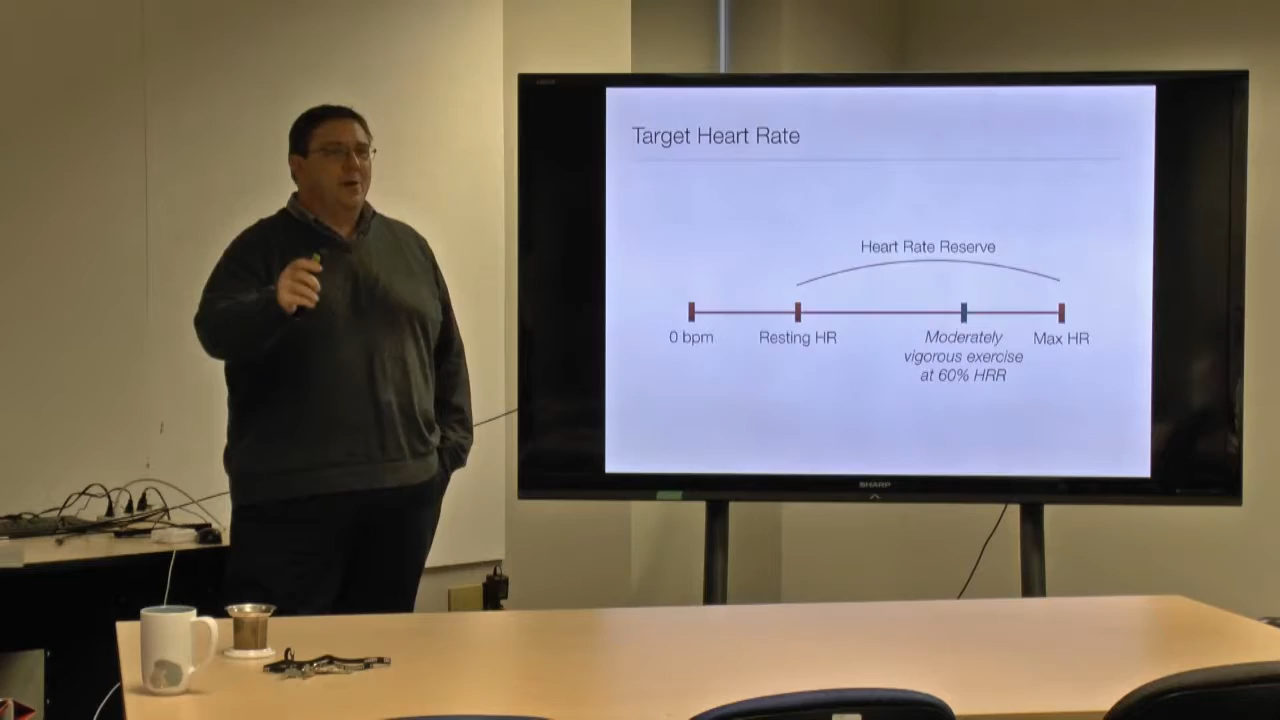 Target Heart Rate
Heart Rate Reserve
0 bpm
Resting HR
Moderately
vigorous exercise
at 60% HRR
Max HR
SHARP